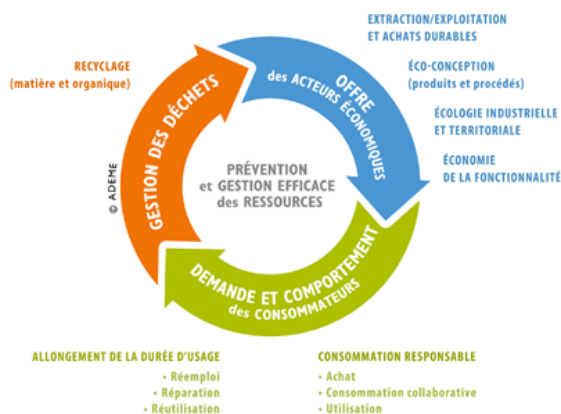 EXTRACTION/EXPLOITATION
ET ACHATS DURABLES
ÉCO-CONCEPTION
(produits et procédés)
ÉCOLOGIE INDUSTRIELLE
ET TERRITORIALE
ÉCONOMIE
DE LA FONCTIONNALITÉ
RECYCLAGE
(matière et organique)
OFFRE
des ACTEURS ÉCONOMIQUES
GESTION DES DÉCHETS
PRÉVENTION
et GESTION EFFICACE
des RESSOURCES
© ADEME
DEMANDE ET COMPORTEMENT
des CONSOMMATEURS
ALLONGEMENT DE LA DURÉE D'USAGE
• Réemploi
• Réparation
• Réutilisation
CONSOMMATION RESPONSABLE
• Achat
• Consommation collaborative
• Utilisation